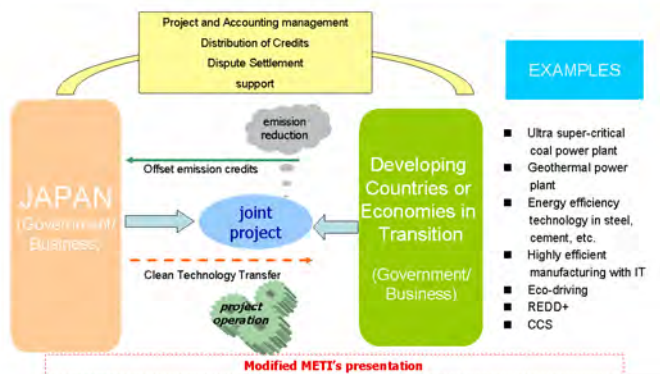 Project and Accounting management
Distribution of Credits
Dispute Settlement
support
EXAMPLES
emission
reduction
Offset emission credits
JAPAN
(Government/
Business)
joint
project
Developing
Countries or
Economies in
Transition
(Government/
Business)
Clean Technology Transfer
project
operation
■ Ultra super-critical
coal power plant
■ Geothermal power
plant
■ Energy efficiency
technology in steel,
cement, etc.
■ Highly efficient
manufacturing with IT
■ Eco-driving
■ REDD+
■ CCS
Modified METI's presentation